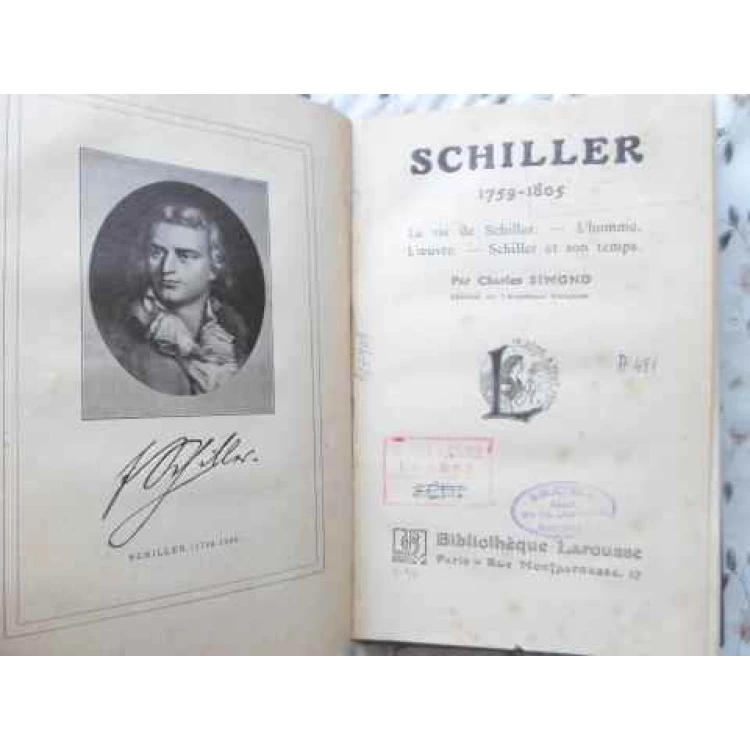 F Schiller.
SCHILLER, (1759-1805)
SCHILLER
1759-1805
La vie de Schiller. — L'homme.
L'œuvre. — Schiller et son temps.
Par Charles SIMOND
Bibliothèque Larousse
Paris - Rue Montparnasse, 17